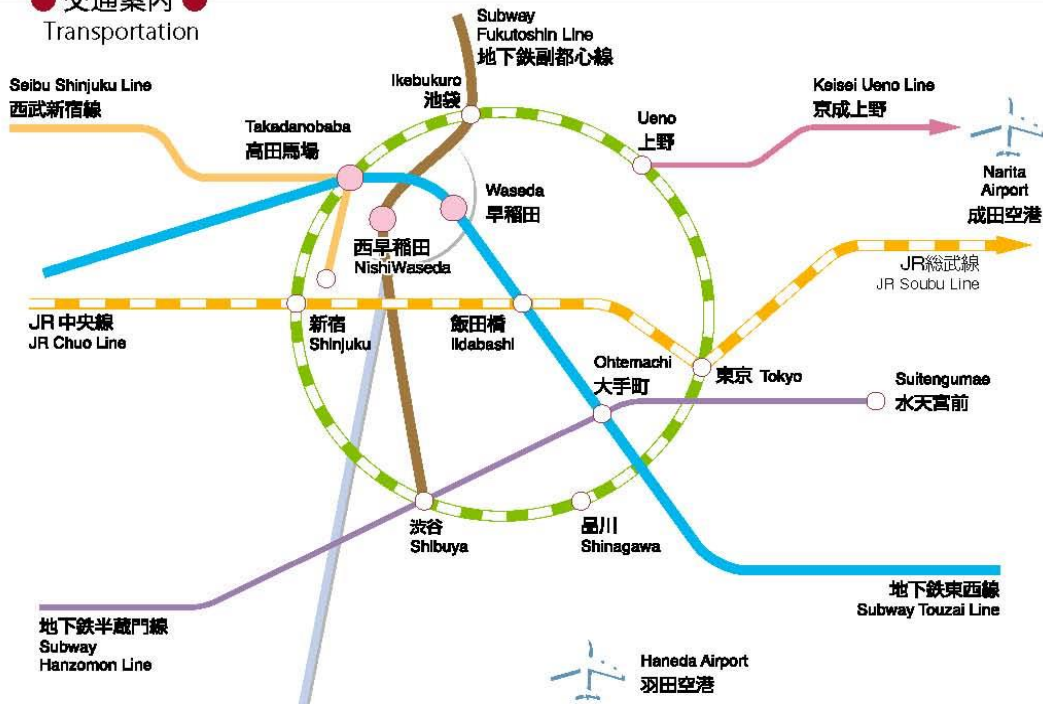 ● 交通案内 ●
Transportation
Subway
Fukutoshin Line
地下鉄副都心線
Seibu Shinjuku Line
西武新宿線
Ikebukuro
池袋
Keisei Ueno Line
京成上野
Takadanobaba
高田馬場
Ueno
上野
Narita
Airport
成田空港
Waseda
早稲田
西早稲田
NishiWaseda
JR総武線
JR Soubu Line
JR 中央線
JR Chuo Line
新宿
Shinjuku
飯田橋
Iidabashi
Ohtemachi
大手町
東京 Tokyo
Suitengumae
水天宮前
渋谷
Shibuya
品川
Shinagawa
地下鉄東西線
Subway Touzai Line
地下鉄半蔵門線
Subway
Hanzomon Line
Haneda Airport
羽田空港